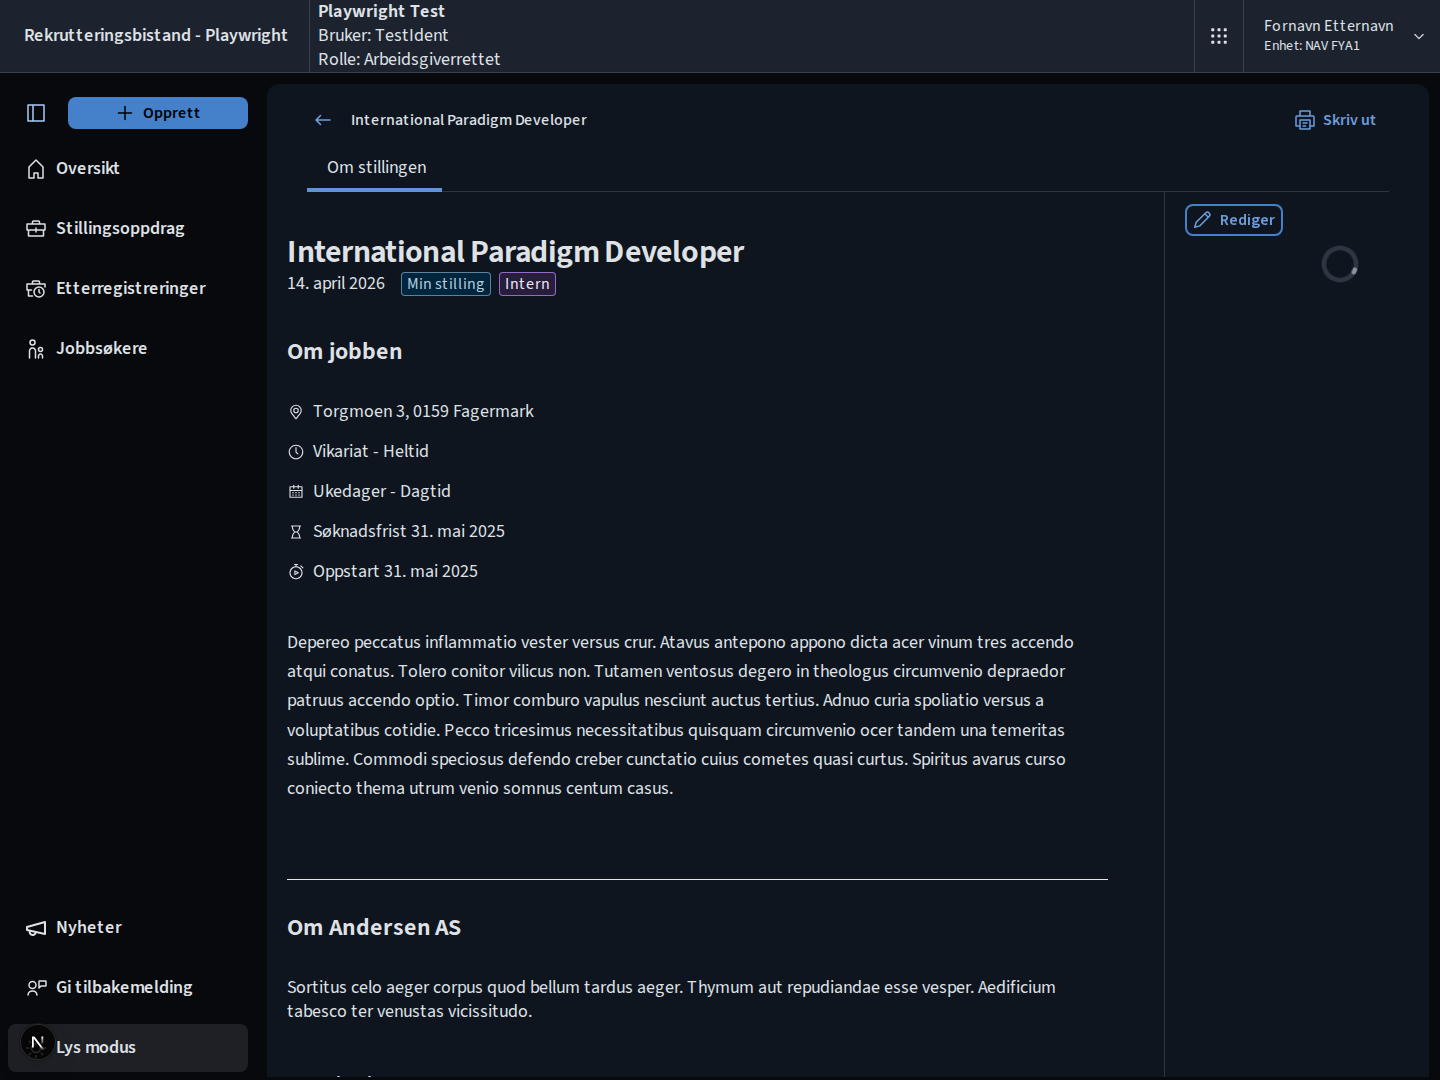 Rekrutteringsbistand - Playwright
Playwright Test
Bruker: TestIdent
Rolle: Arbeidsgiverrettet
Fornavn Etternavn
Enhet: NAV FYA1
Opprett
Oversikt
Stillingsoppdrag
Etterregistreringer
Jobbsøkere
Nyheter
Gi tilbakemelding
N
Lys modus
International Paradigm Developer
Skriv ut
Om stillingen
Rediger
International Paradigm Developer
14. april 2026 Min stilling Intern
Om jobben
Torgmoen 3, 0159 Fagermark
Vikariat - Heltid
Ukedager - Dagtid
Søknadsfrist 31. mai 2025
Oppstart 31. mai 2025
Depereo peccatus inflammatio vester versus crur. Atavus antepono appono dicta acer vinum tres accendo
atqui conatus. Tolero conitor vilicus non. Tutamen ventosus degero in theologus circumvenio depraedor
patruus accendo optio. Timor comburo vapulus nesciunt auctus tertius. Adnuo curia spoliatio versus a
voluptatibus cotidie. Pecco tricesimus necessitatibus quisquam circumvenio ocer tandem una temeritas
sublime. Commodi speciosus defendo creber cunctatio cuius cometes quasi curtus. Spiritus avarus curso
coniecto thema utrum venio somnus centum casus.
Om Andersen AS
Sortitus celo aeger corpus quod bellum tardus aeger. Thymum aut repudiandae esse vesper. Aedificium
tabesco ter venustas vicissitudo.